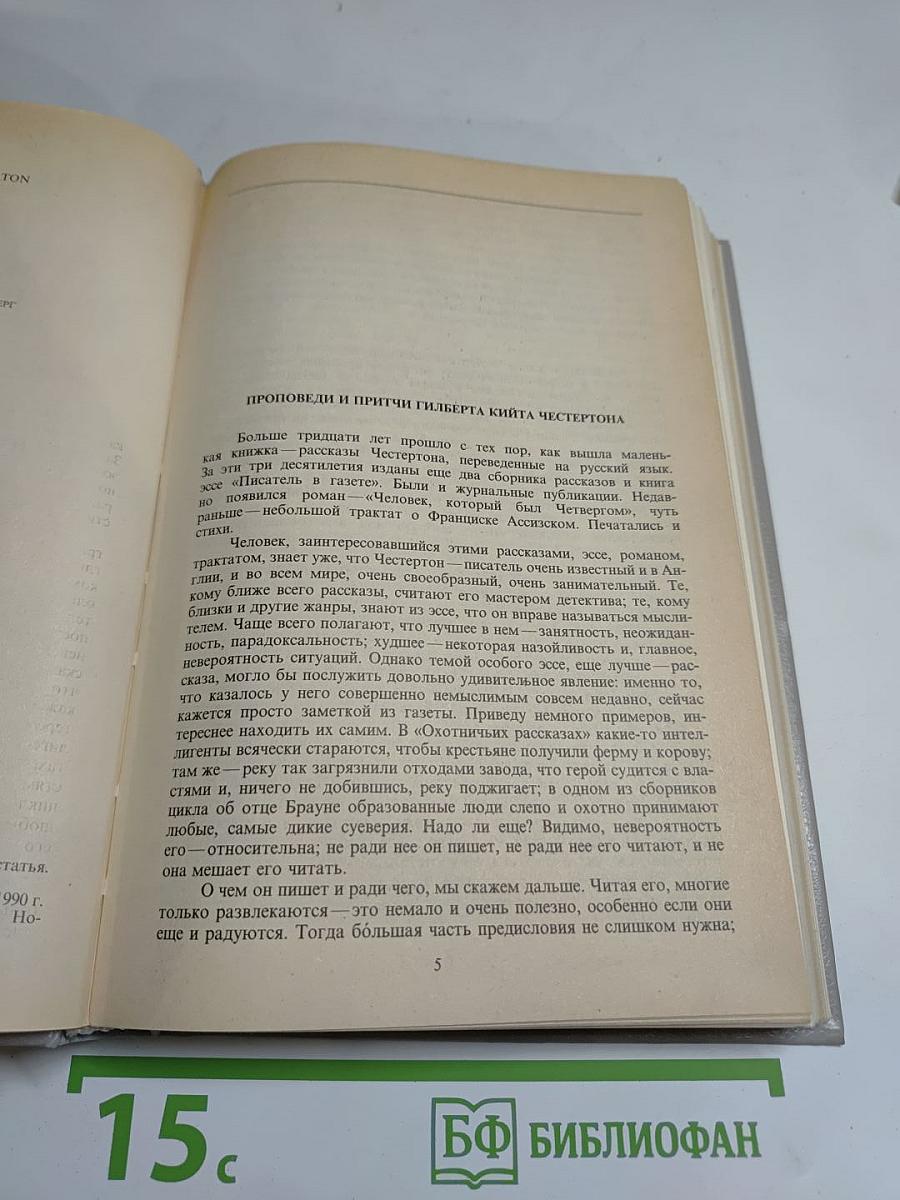 TON
ЕРГ
статья.
1990 г.
Но-
ПРОПОВЕДИ И ПРИТЧИ ГИЛБЕРТА КИЙТА ЧЕСТЕРТОНА
Больше тридцати лет прошло с тех пор, как вышла малень-
кая книжка — рассказы Честертона, переведенные на русский язык.
За эти три десятилетия изданы еще два сборника рассказов и книга
эссе «Писатель в газете». Были и журнальные публикации. Недав-
но появился роман — «Человек, который был Четвергом», чуть
раньше — небольшой трактат о Франциске Ассизском. Печатались и
стихи.
Человек, заинтересовавшийся этими рассказами, эссе, романом,
трактатом, знает уже, что Честертон — писатель очень известный и в Ан-
глии, и во всем мире, очень своеобразный, очень занимательный. Те,
кому ближе всего рассказы, считают его мастером детектива; те, кому
близки и другие жанры, знают из эссе, что он вправе называться мысли-
телем. Чаще всего полагают, что лучшее в нем — занятность, неожидан-
ность, парадоксальность; худшее — некоторая назойливость и, главное,
невероятность ситуаций. Однако темой особого эссе, еще лучше — рас-
сказа, могло бы послужить довольно удивительное явление: именно то,
что казалось у него совершенно немыслимым совсем недавно, сейчас
кажется просто заметкой из газеты. Приведу немного примеров, ин-
тереснее находить их самим. В «Охотничьих рассказах» какие-то интел-
лигенты всячески стараются, чтобы крестьяне получили ферму и корову;
там же — реку так загрязнили отходами завода, что герой судится с вла-
стями и, ничего не добившись, реку поджигает; в одном из сборников
цикла об отце Брауне образованные люди слепо и охотно принимают
любые, самые дикие суеверия. Надо ли еще? Видимо, невероятность
его — относительна; не ради нее он пишет, не ради нее его читают, и не
она мешает его читать.
О чем он пишет и ради чего, мы скажем дальше. Читая его, многие
только развлекаются — это немало и очень полезно, особенно если они
еще и радуются. Тогда бо́льшая часть предисловия не слишком нужна;
5
15 с
БФ БИБЛИОФАН